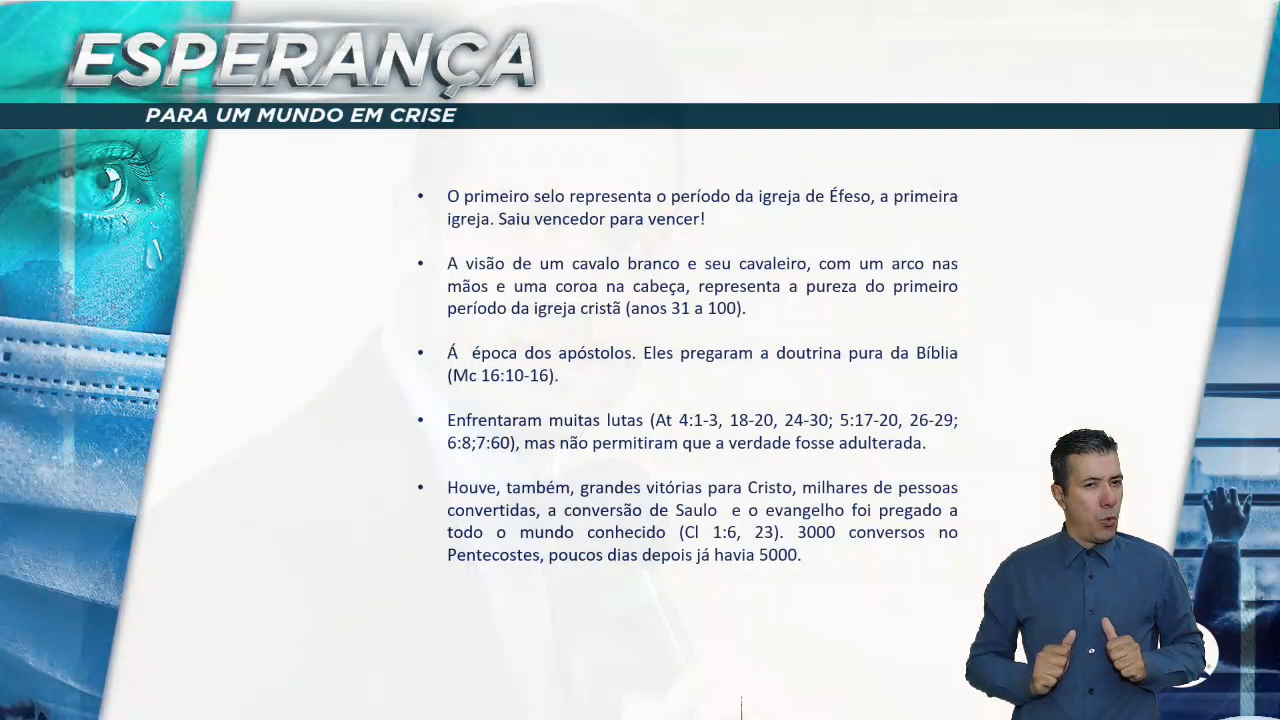 ESPERANÇA
PARA UM MUNDO EM CRISE
• O primeiro selo representa o período da igreja de Éfeso, a primeira
igreja. Saiu vencedor para vencer!
• A visão de um cavalo branco e seu cavaleiro, com um arco nas
mãos e uma coroa na cabeça, representa a pureza do primeiro
período da igreja cristã (anos 31 a 100).
• Á  época dos apóstolos. Eles pregaram a doutrina pura da Bíblia
(Mc 16:10-16).
• Enfrentaram muitas lutas (At 4:1-3, 18-20, 24-30; 5:17-20, 26-29;
6:8;7:60), mas não permitiram que a verdade fosse adulterada.
• Houve, também, grandes vitórias para Cristo, milhares de pessoas
convertidas, a conversão de Saulo  e o evangelho foi pregado a
todo o mundo conhecido (Cl 1:6, 23). 3000 conversos no
Pentecostes, poucos dias depois já havia 5000.